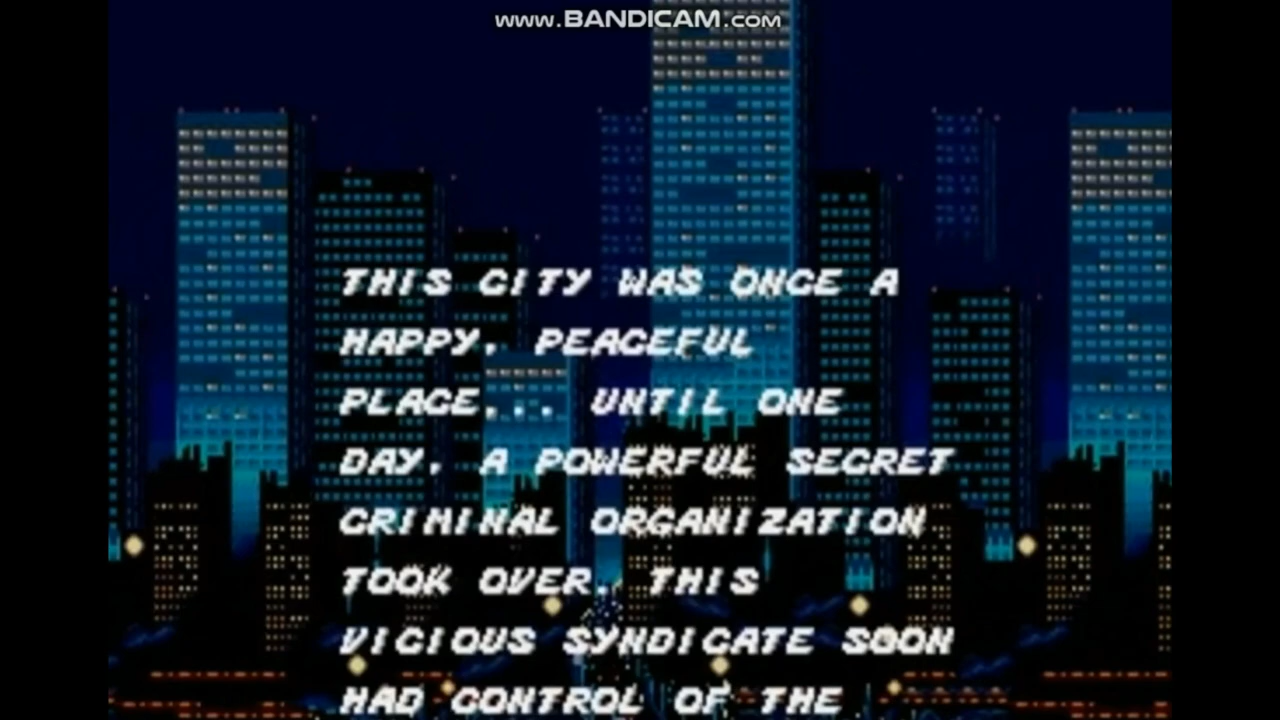 www.BANDICAM.com
THIS CITY WAS ONCE A
HAPPY, PEACEFUL
PLACE... UNTIL ONE
DAY, A POWERFUL SECRET
CRIMINAL ORGANIZATION
TOOK OVER. THIS
VICIOUS SYNDICATE SOON
HAD CONTROL OF THE